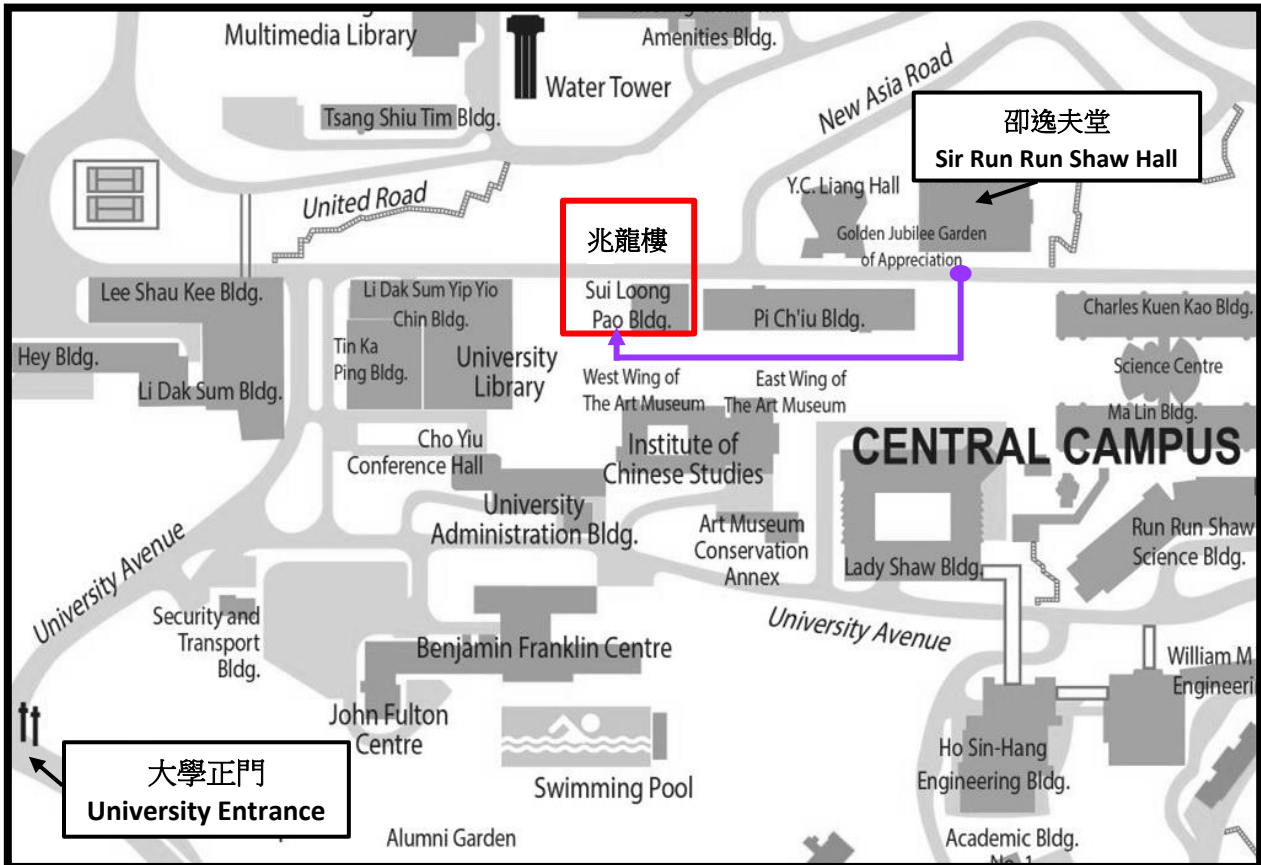 Multimedia Library
Amenities Bldg.
Water Tower
Tsang Shiu Tim Bldg.
New Asia Road
邵逸夫堂
Sir Run Run Shaw Hall
United Road
Y.C. Liang Hall
Golden Jubilee Garden
of Appreciation
兆龍樓
Sui Loong
Pao Bldg.
Pi Ch'iu Bldg.
Lee Shau Kee Bldg.
Li Dak Sum Yip Yio
Chin Bldg.
Charles Kuen Kao Bldg.
Hey Bldg.
Li Dak Sum Bldg.
Tin Ka
Ping Bldg.
University
Library
West Wing of
The Art Museum
East Wing of
The Art Museum
Science Centre
Ma Lin Bldg.
CENTRAL CAMPUS
Cho Yiu
Conference Hall
Institute of
Chinese Studies
University
Administration Bldg.
Art Museum
Conservation
Annex
Lady Shaw Bldg.
Run Run Shaw
Science Bldg.
University Avenue
Security and
Transport
Bldg.
Benjamin Franklin Centre
University Avenue
William M
Engineeri
John Fulton
Centre
Swimming Pool
Ho Sin-Hang
Engineering Bldg.
大學正門
University Entrance
Alumni Garden
Academic Bldg.
No. 1